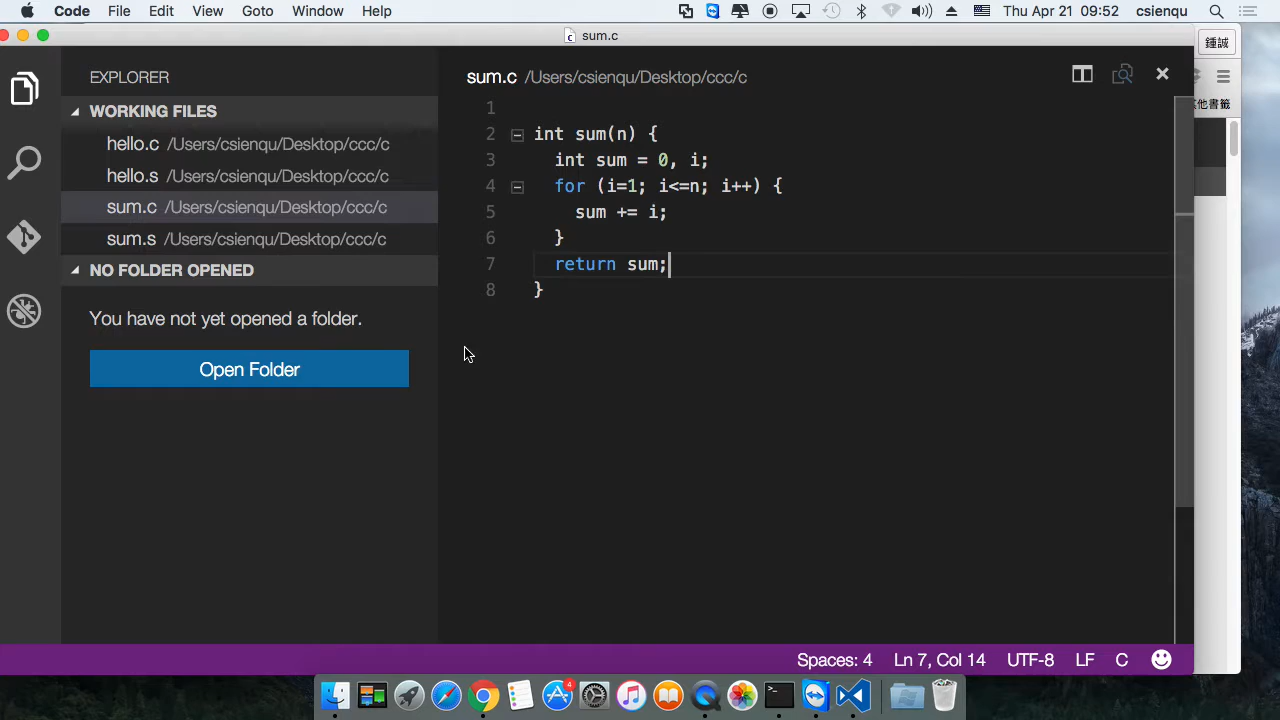 Code File Edit View Goto Window Help Thu Apr 21 09:52 csienqu
sum.c
鍾誠
EXPLORER
sum.c /Users/csienqu/Desktop/ccc/c
WORKING FILES
hello.c /Users/csienqu/Desktop/ccc/c
hello.s /Users/csienqu/Desktop/ccc/c
sum.c /Users/csienqu/Desktop/ccc/c
sum.s /Users/csienqu/Desktop/ccc/c
NO FOLDER OPENED
You have not yet opened a folder.
Open Folder
1
2 int sum(n) {
3 int sum = 0, i;
4 for (i=1; i<=n; i++) {
5 sum += i;
6 }
7 return sum;
8 }
他書籤
Spaces: 4 Ln 7, Col 14 UTF-8 LF C
4